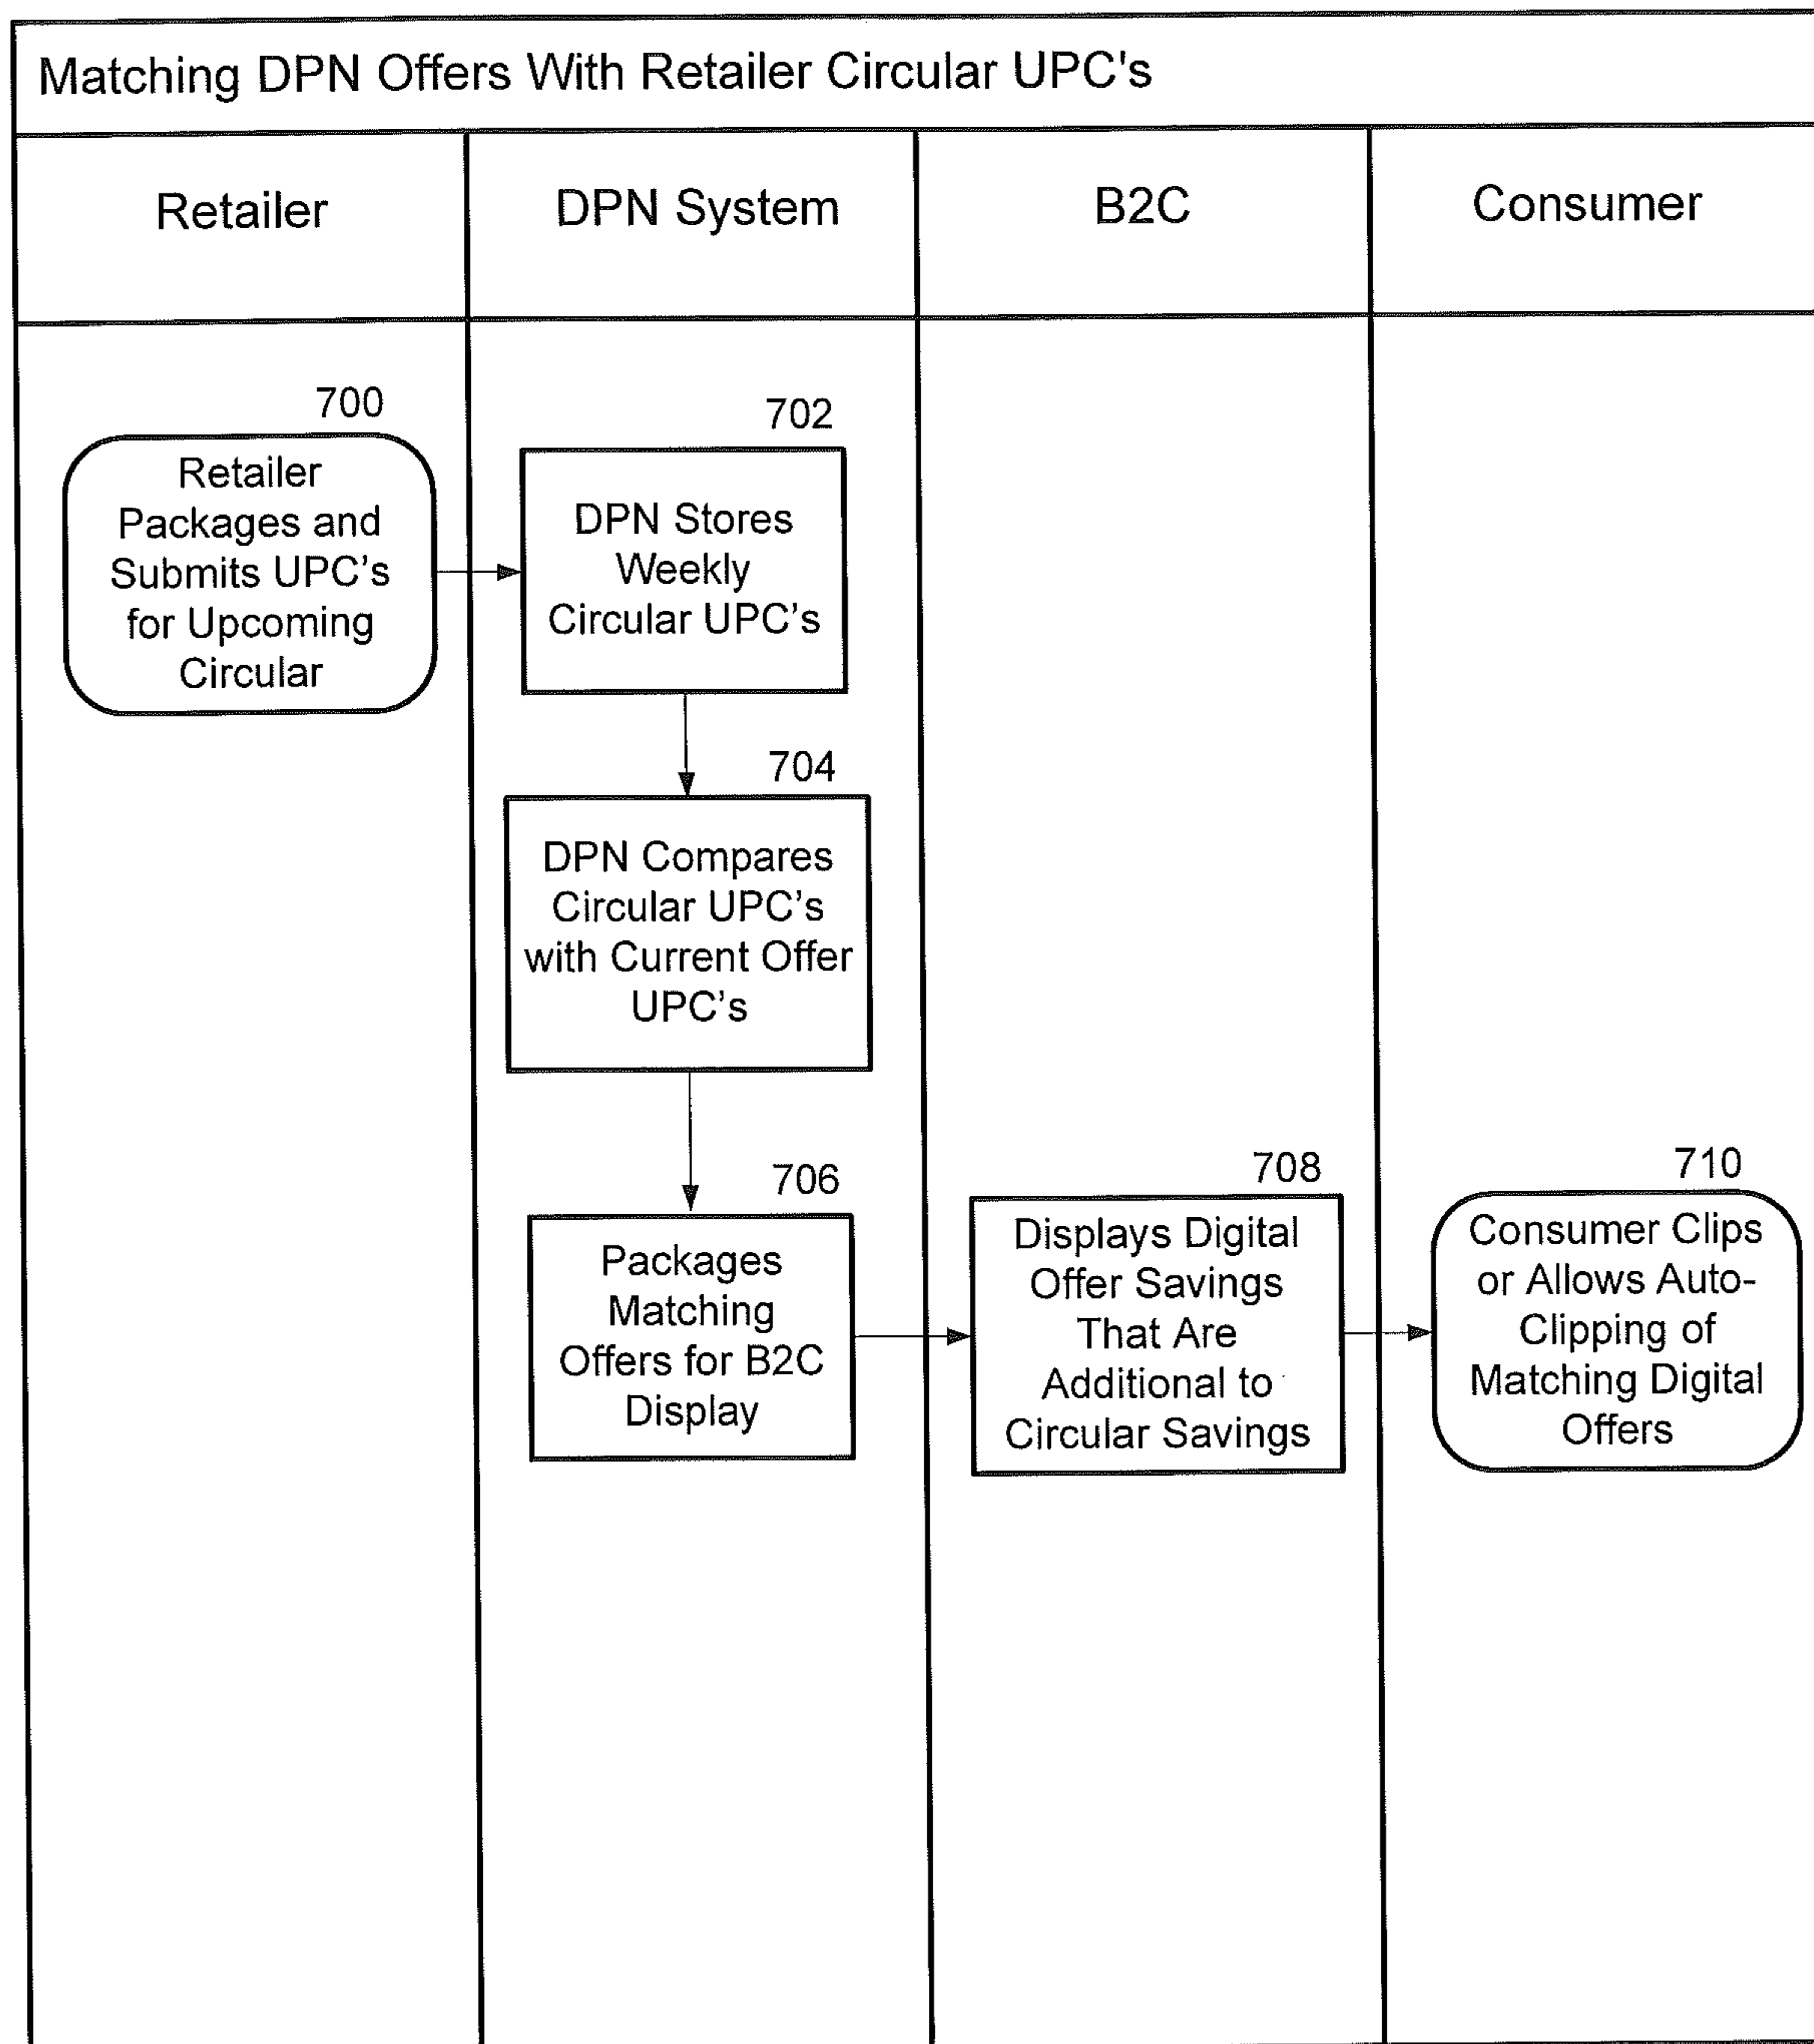 Matching DPN Offers With Retailer Circular UPC's
Retailer
DPN System
B2C
Consumer
700
Retailer
Packages and
Submits UPC's
for Upcoming
Circular
702
DPN Stores
Weekly
Circular UPC's
704
DPN Compares
Circular UPC's
with Current Offer
UPC's
706
Packages
Matching
Offers for B2C
Display
708
Displays Digital
Offer Savings
That Are
Additional to
Circular Savings
710
Consumer Clips
or Allows Auto-
Clipping of
Matching Digital
Offers